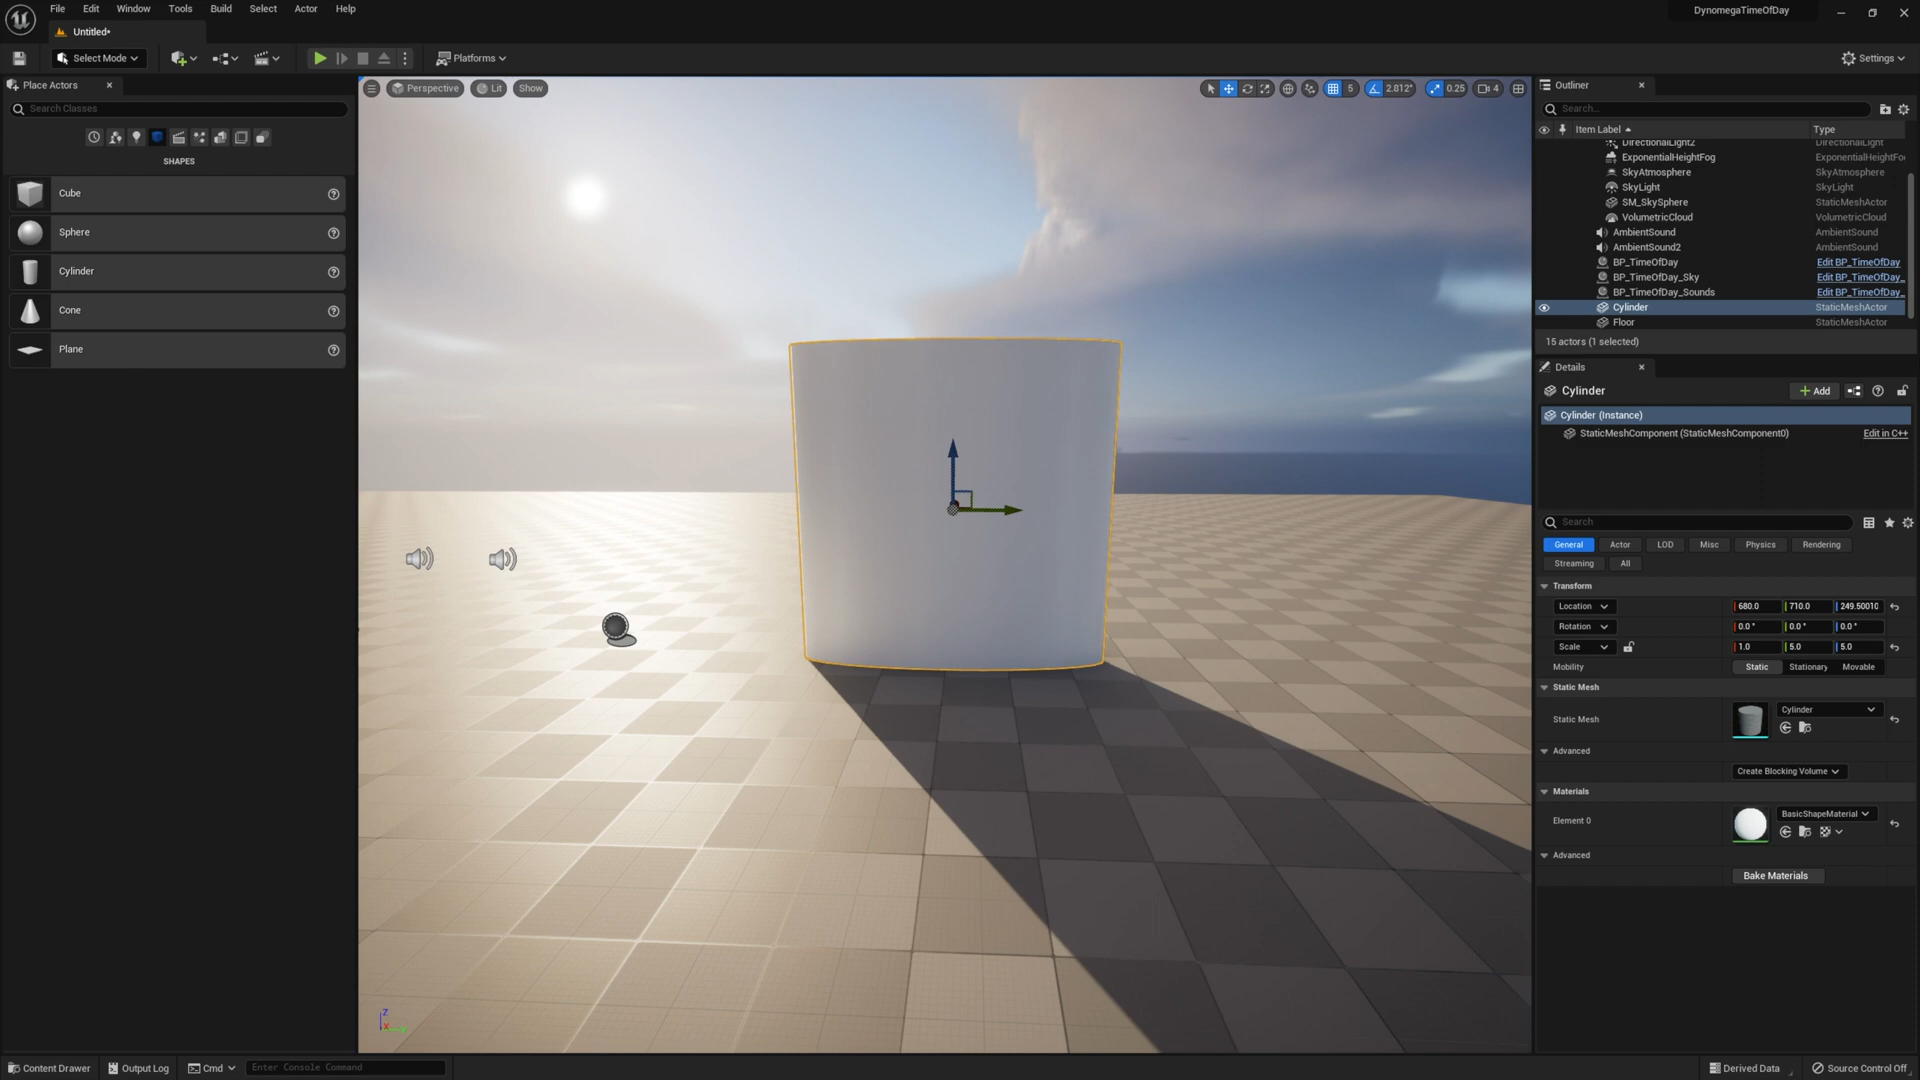 File Edit Window Tools Build Select Actor Help
DynomegaTimeOfDay
Untitled*
Select Mode
Platforms
Settings
Place Actors
Search Classes
SHAPES
Cube
Sphere
Cylinder
Cone
Plane
Perspective Lit Show
5 2.812° 0.25 4
Outliner
Search...
Item Label Type
DirectionalLight2 DirectionalLight
ExponentialHeightFog ExponentialHeightFo
SkyAtmosphere SkyAtmosphere
SkyLight SkyLight
SM_SkySphere StaticMeshActor
VolumetricCloud VolumetricCloud
AmbientSound AmbientSound
AmbientSound2 AmbientSound
BP_TimeOfDay Edit BP_TimeOfDay
BP_TimeOfDay_Sky Edit BP_TimeOfDay_
BP_TimeOfDay_Sounds Edit BP_TimeOfDay_
Cylinder StaticMeshActor
Floor StaticMeshActor
15 actors (1 selected)
Details
Cylinder
+ Add
Cylinder (Instance)
StaticMeshComponent (StaticMeshComponent0) Edit in C++
Search
General Actor LOD Misc Physics Rendering
Streaming All
Transform
Location 680.0 710.0 249.50010
Rotation 0.0 ° 0.0 ° 0.0 °
Scale 1.0 5.0 5.0
Mobility Static Stationary Movable
Static Mesh
Static Mesh Cylinder
Advanced
Create Blocking Volume
Materials
Element 0 BasicShapeMaterial
Advanced
Bake Materials
Z
X
Y
Content Drawer Output Log Cmd Enter Console Command
Derived Data Source Control Off